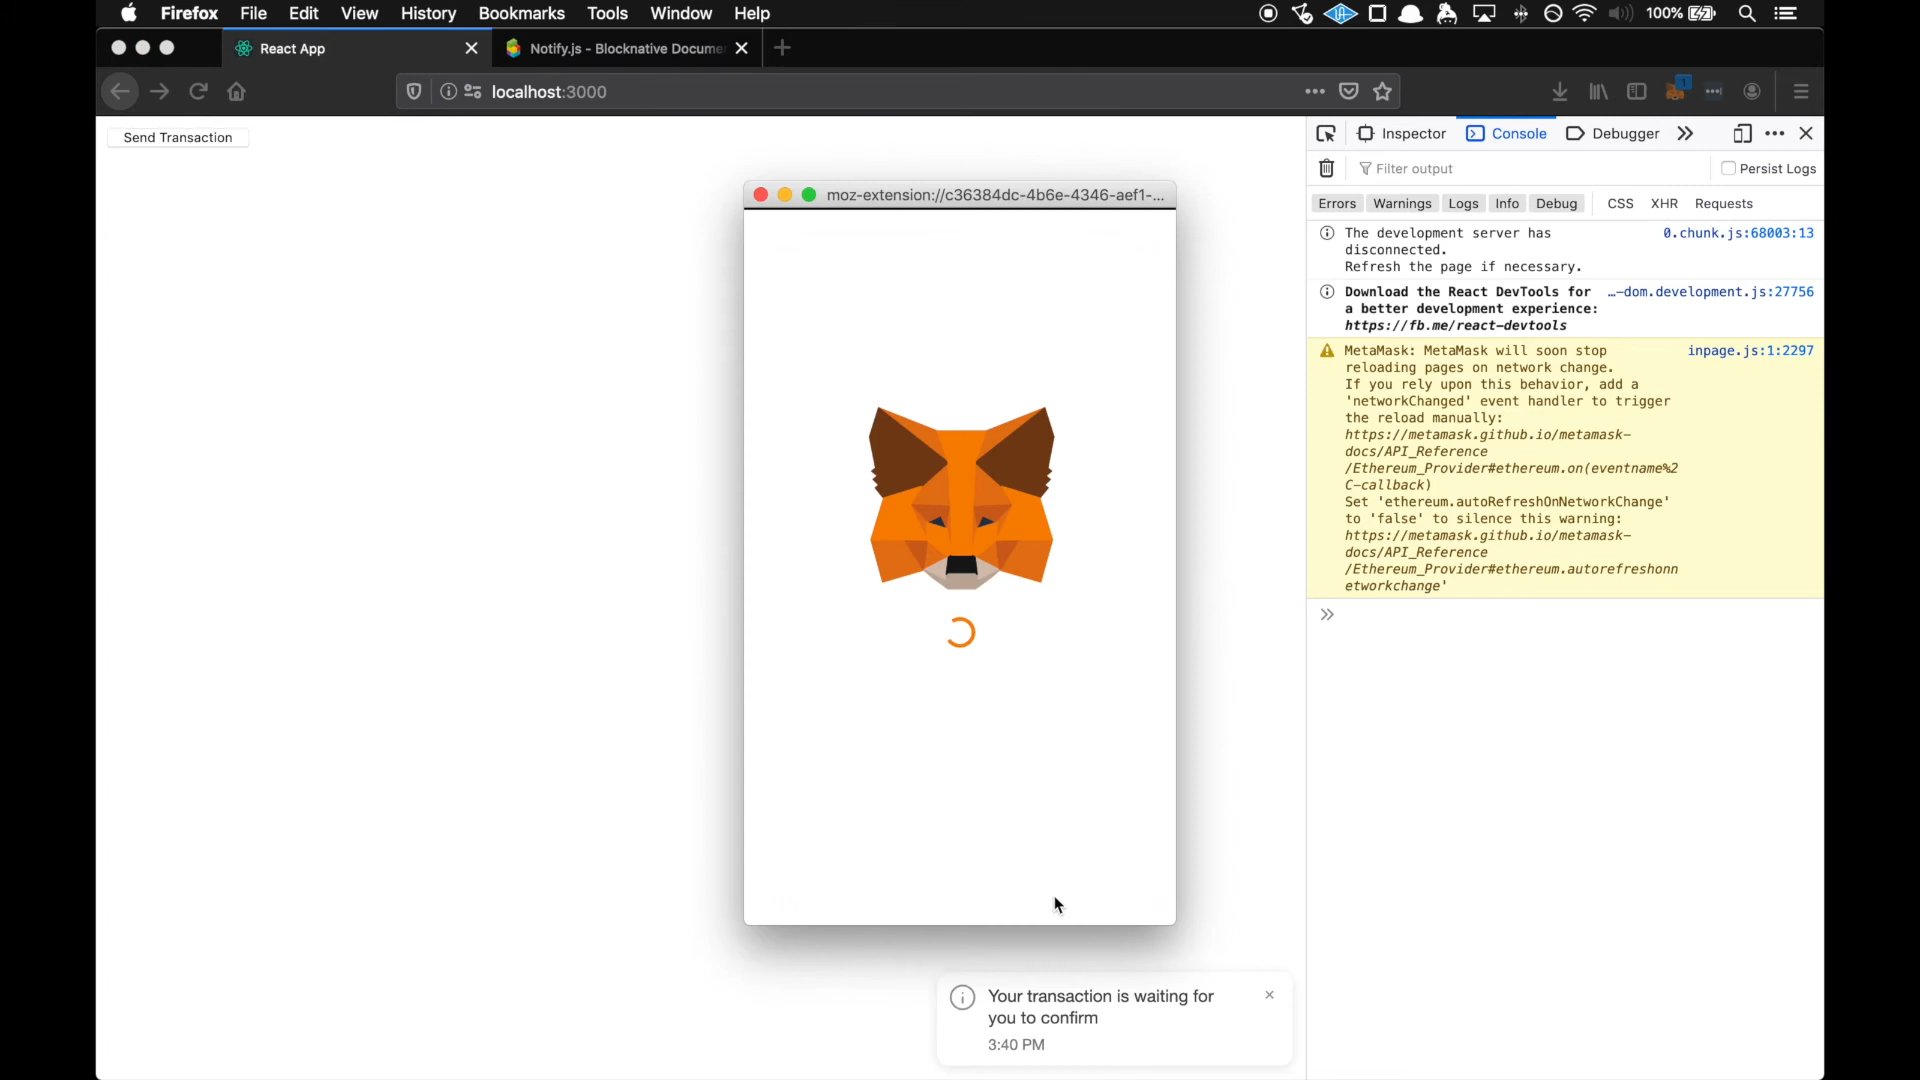 Firefox File Edit View History Bookmarks Tools Window Help 100%
React App Notify.js - Blocknative Docume
localhost:3000
1
Send Transaction
Inspector Console Debugger
Filter output Persist Logs
Errors Warnings Logs Info Debug CSS XHR Requests
moz-extension://c36384dc-4b6e-4346-aef1-...
The development server has 0.chunk.js:68003:13
disconnected.
Refresh the page if necessary.
Download the React DevTools for …-dom.development.js:27756
a better development experience:
https://fb.me/react-devtools
MetaMask: MetaMask will soon stop inpage.js:1:2297
reloading pages on network change.
If you rely upon this behavior, add a
'networkChanged' event handler to trigger
the reload manually:
https://metamask.github.io/metamask-
docs/API_Reference
/Ethereum_Provider#ethereum.on(eventname%2
C-callback)
Set 'ethereum.autoRefreshOnNetworkChange'
to 'false' to silence this warning:
https://metamask.github.io/metamask-
docs/API_Reference
/Ethereum_Provider#ethereum.autorefreshonn
etworkchange'
Your transaction is waiting for
you to confirm
3:40 PM